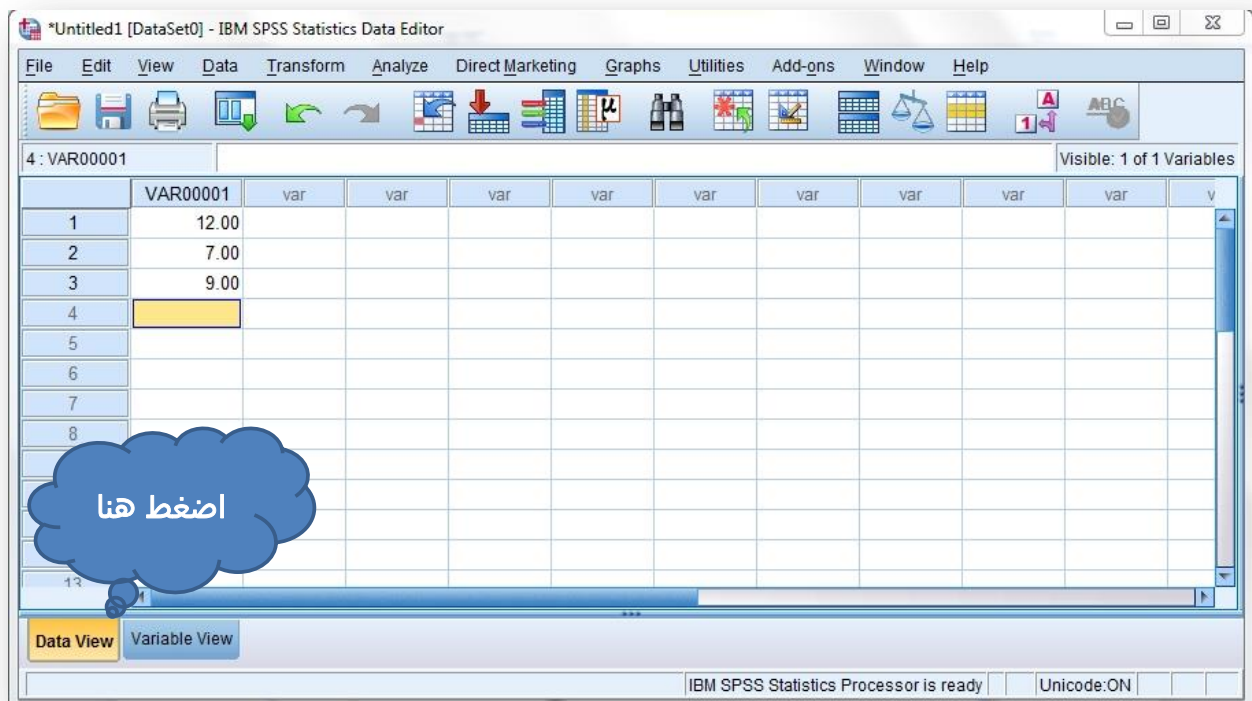 *Untitled1 [DataSet0] - IBM SPSS Statistics Data Editor
File Edit View Data Transform Analyze Direct Marketing Graphs Utilities Add-ons Window Help
A
1
ABC
μ
4 : VAR00001 Visible: 1 of 1 Variables
VAR00001 var var var var var var var var var v
1 12.00
2 7.00
3 9.00
4
5
6
7
8
اضغط هنا
13
Data View Variable View
IBM SPSS Statistics Processor is ready Unicode:ON